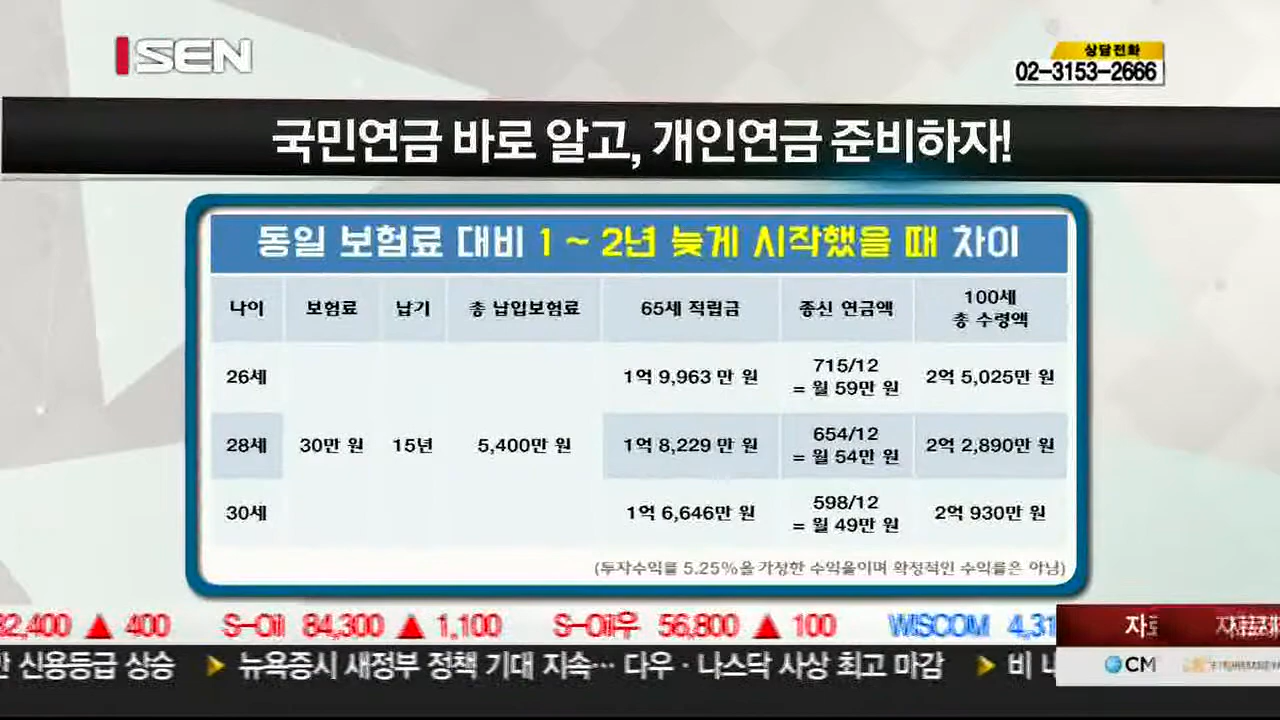 SEN
상담전화
02-3153-2666
국민연금 바로 알고, 개인연금 준비하자!
동일 보험료 대비 1 ~ 2년 늦게 시작했을 때 차이
나이 보험료 납기 총 납입보험료 65세 적립금 종신 연금액 100세 총 수령액
26세 1억 9,963 만 원 715/12 = 월 59만 원 2억 5,025만 원
28세 30만 원 15년 5,400만 원 1억 8,229 만 원 654/12 = 월 54만 원 2억 2,890만 원
30세 1억 6,646만 원 598/12 = 월 49만 원 2억 930만 원
(투자수익률 5.25%을 가정한 수익율이며 확정적인 수익률은 아님)
2,400 ▲ 400 S-Oil 84,300 ▲ 1,100 S-Oil우 56,800 ▲ 100 WISCOM 4,31
신용등급 상승 ▶ 뉴욕증시 새정부 정책 기대 지속… 다우·나스닥 사상 최고 마감 ▶ 비
CM